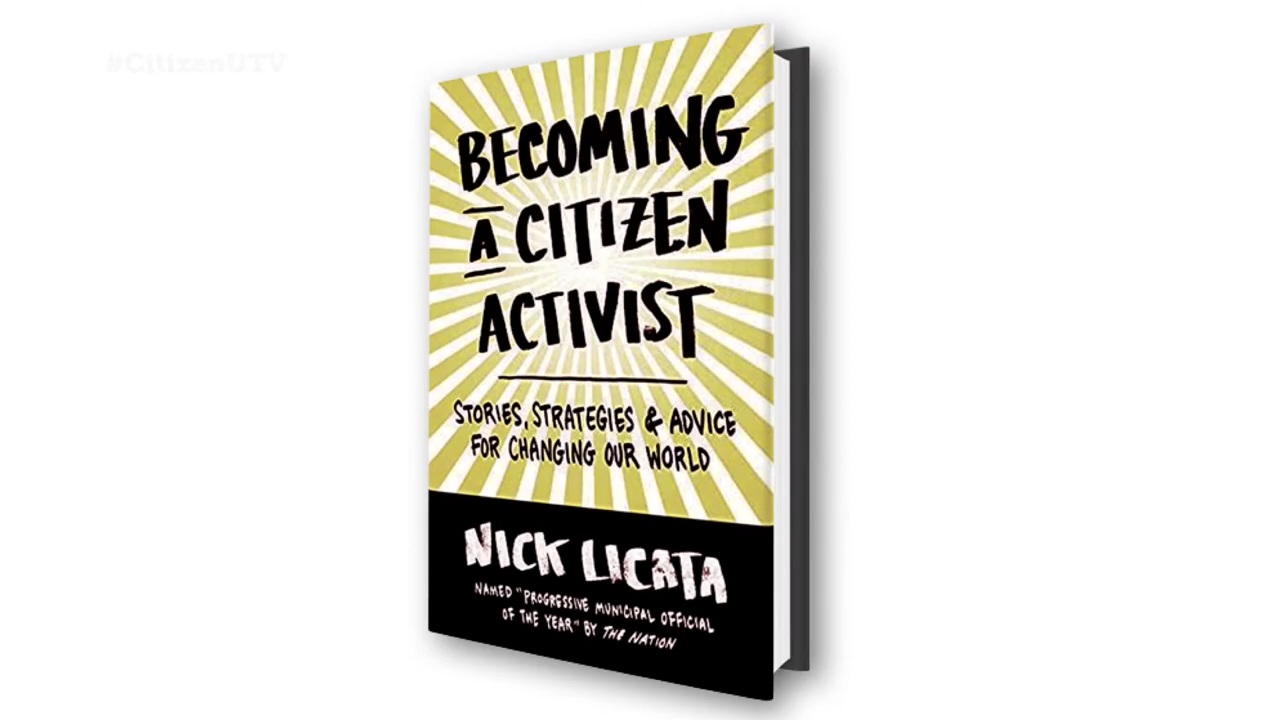 #CitizenUTV
BECOMING
A CITIZEN
ACTIVIST
STORIES, STRATEGIES & ADVICE
FOR CHANGING OUR WORLD
NICK LICATA
NAMED "PROGRESSIVE MUNICIPAL OFFICIAL
OF THE YEAR" BY THE NATION